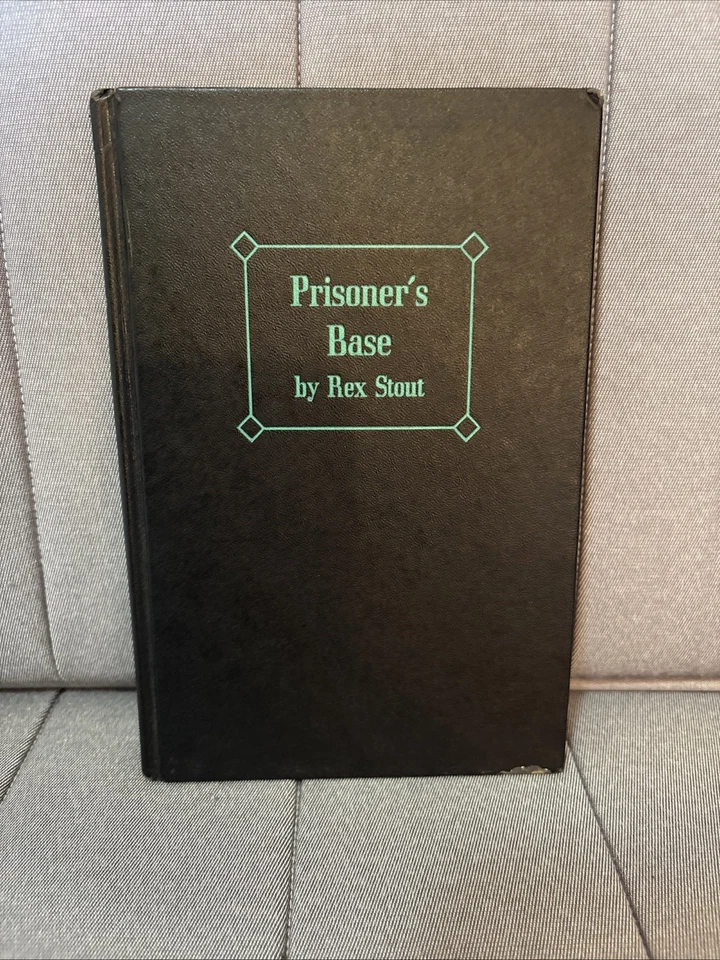 Prisoner's
Base
by Rex Stout